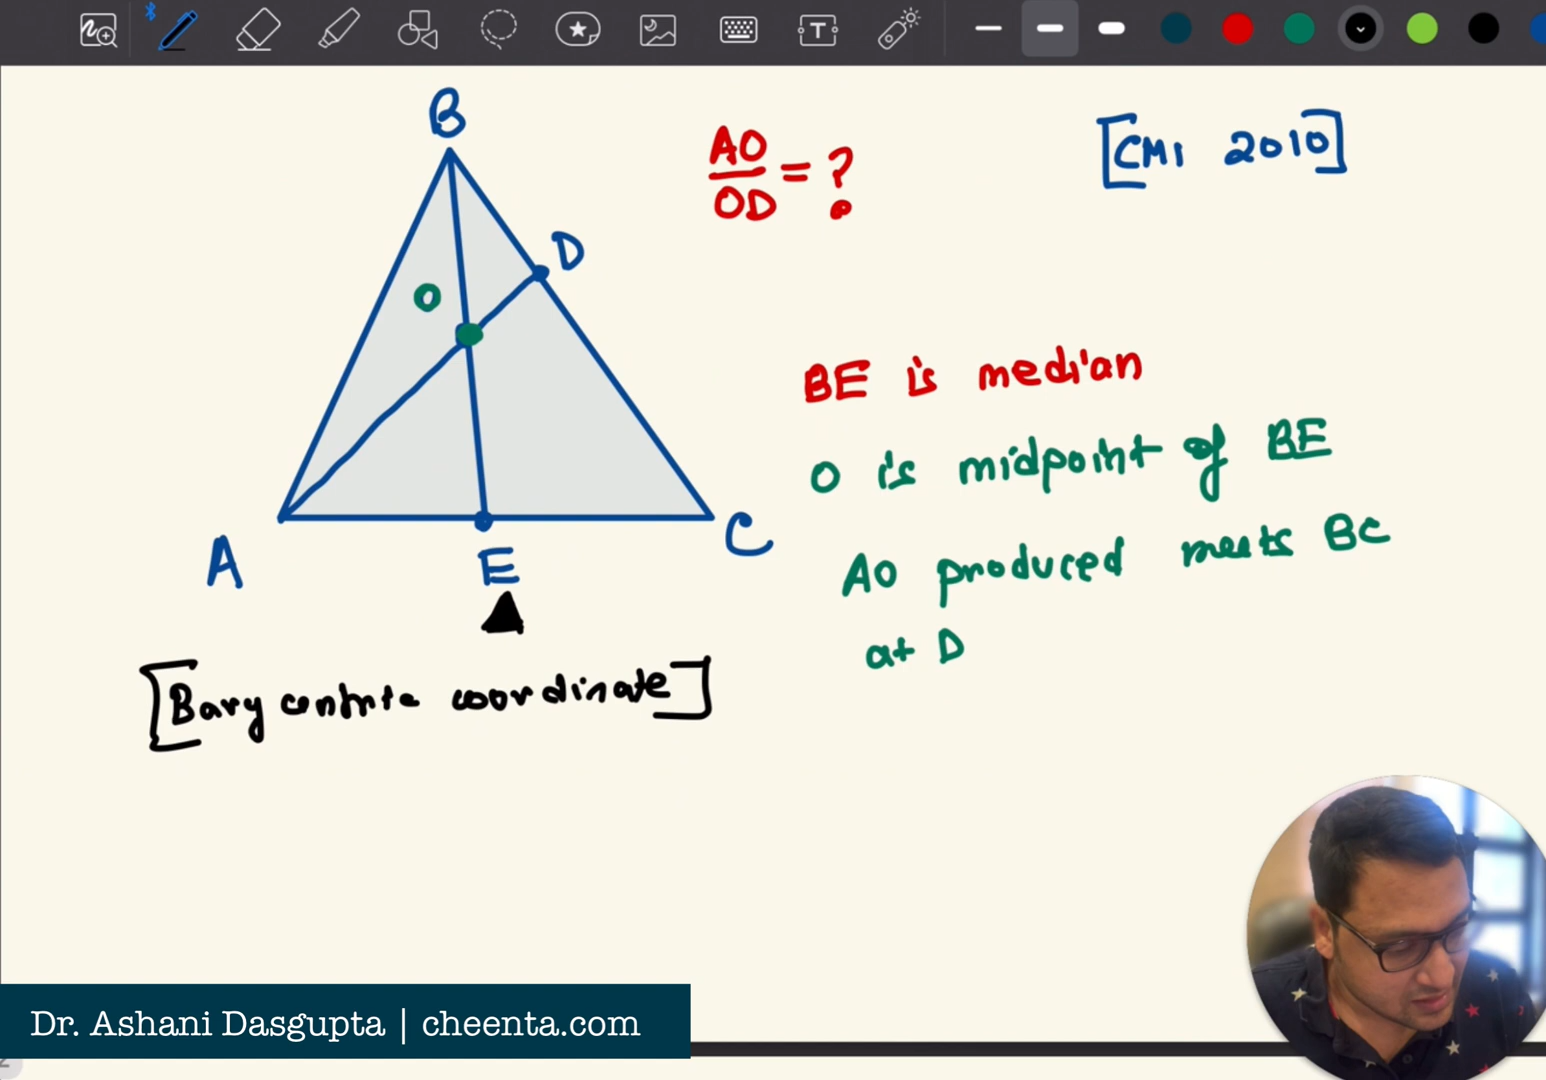 B
AO
OD
= ?
[CMI 2010]
D
O
BE is median
O is midpoint of BE
A
E
C
AO produced meets BC
at D
[Barycentric coordinate]
Dr. Ashani Dasgupta | cheenta.com